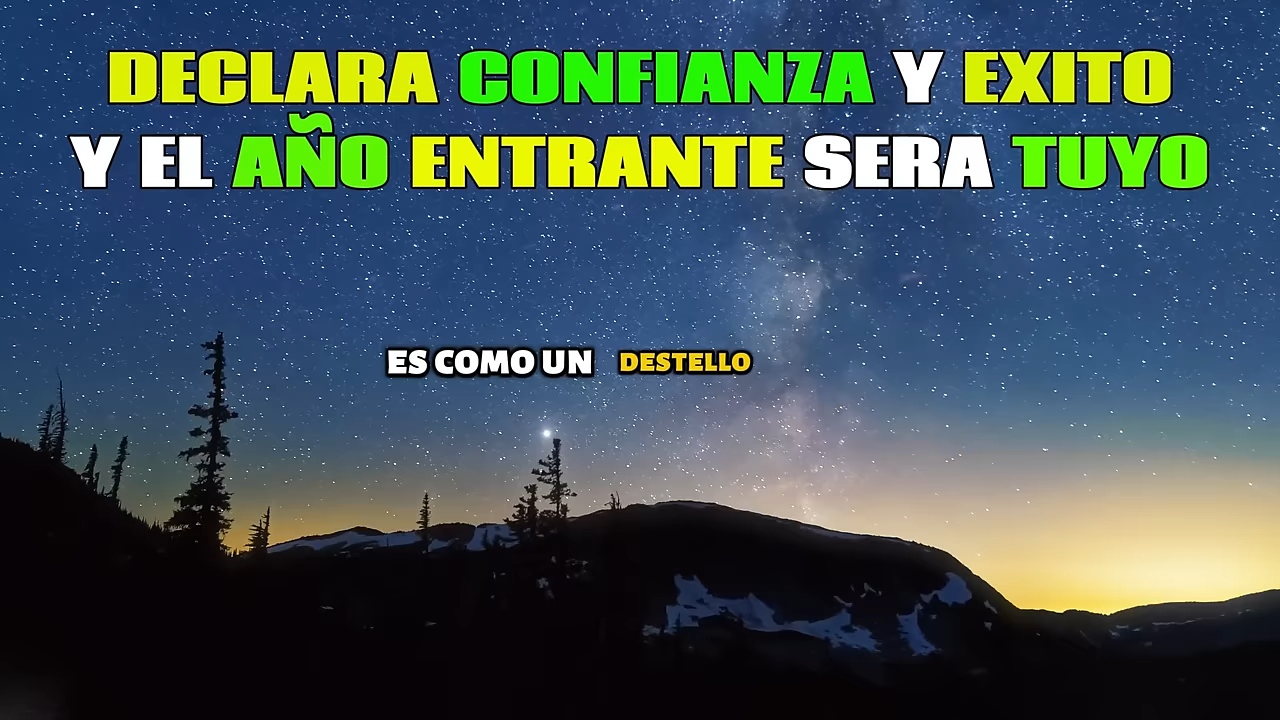 DECLARA CONFIANZA Y EXITO
Y EL AÑO ENTRANTE SERA TUYO
ES COMO UN DESTELLO